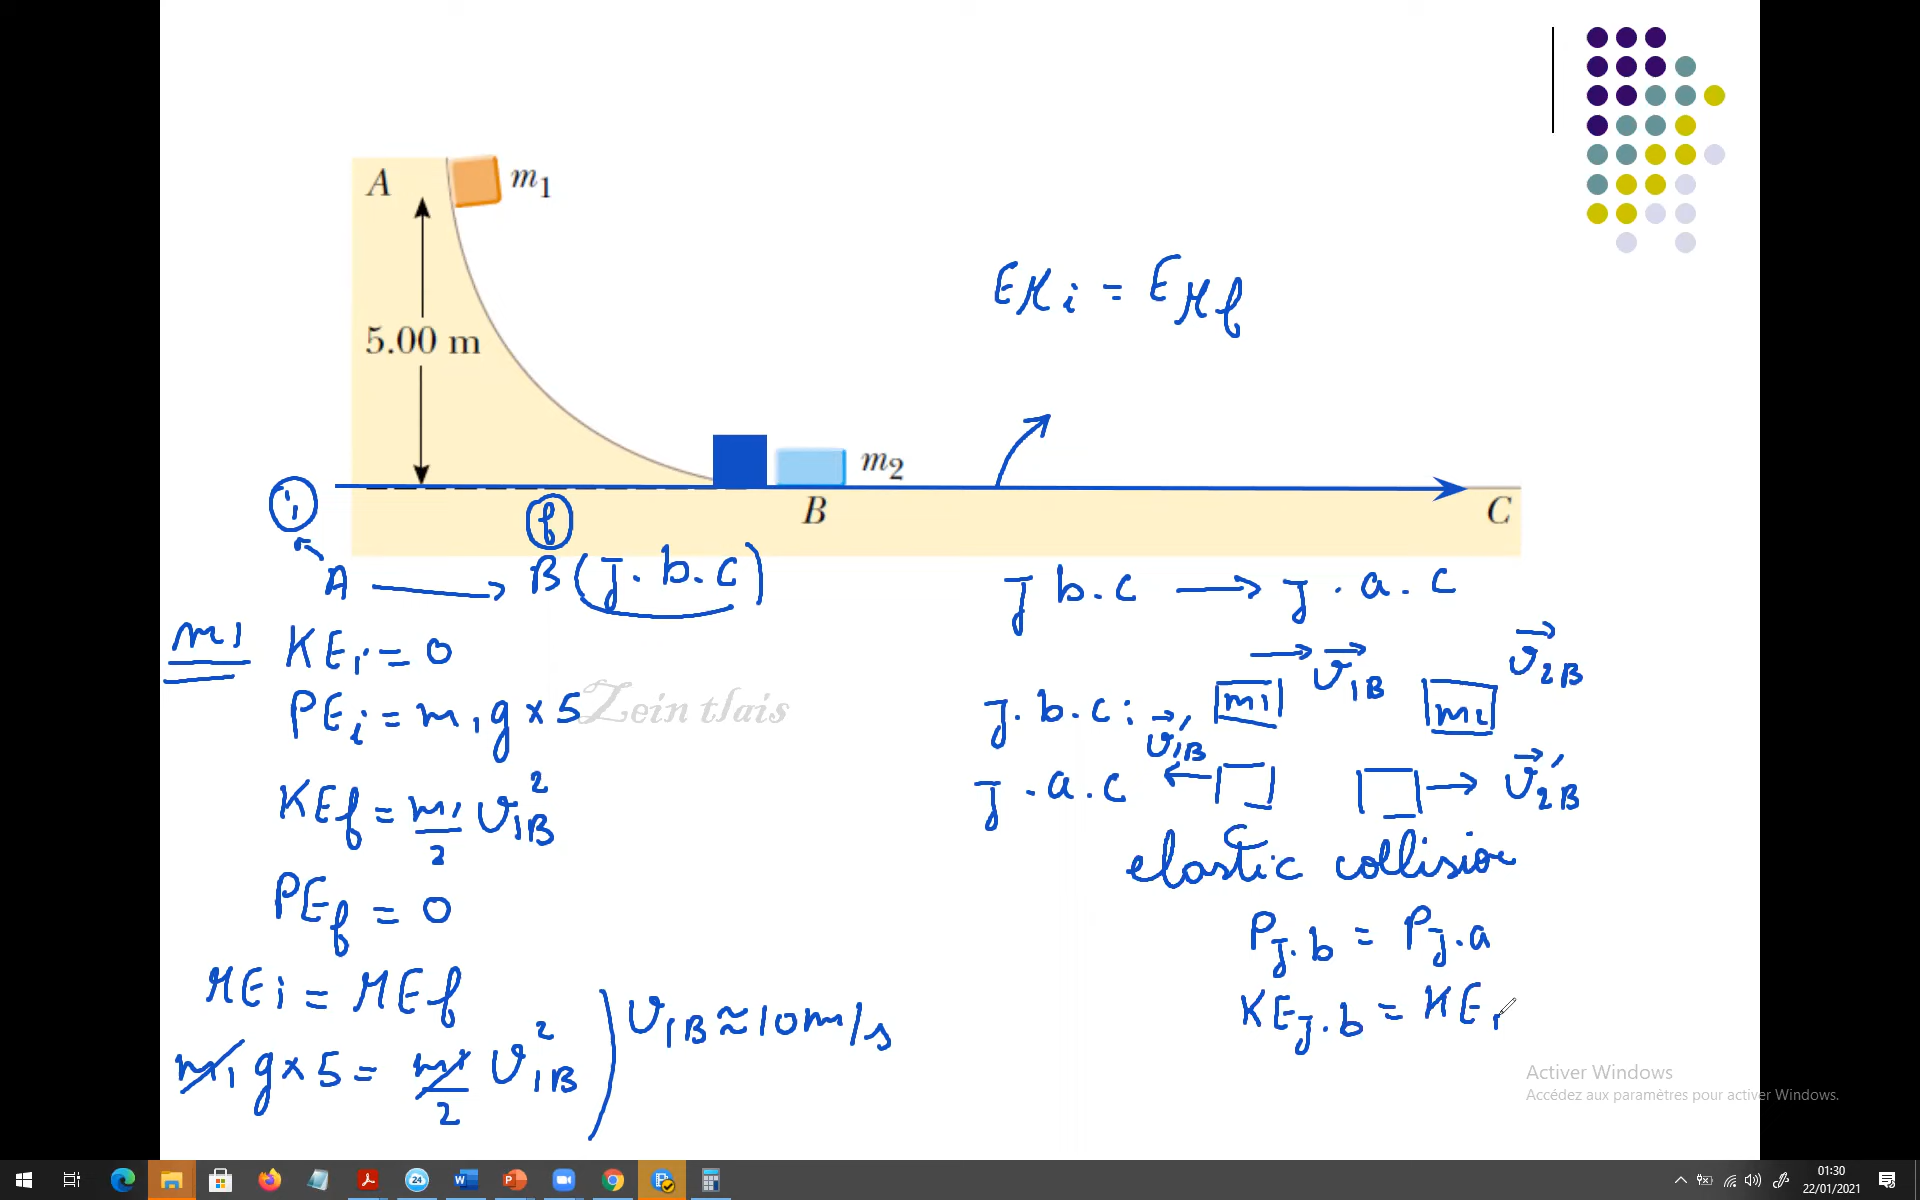 A
m1
5.00 m
EMi = EMf
m2
B
C
i
f
A → B (J.b.c)
J b.c → J.a.c
m1
KEi = 0
PEi = m1g×5
KEf = m1/2 v1B²
PEf = 0
MEi = MEf
m1g×5 = m1/2 v1B²
v1B ≈ 10m/s
Zein tlais
J.b.c: m1 v1B m2 v2B
J.a.c v'1B v'2B
elastic collision
PJ.b = PJ.a
KEJ.b = KE
Activer Windows
Accédez aux paramètres pour activer Windows.
24
01:30
22/01/2021